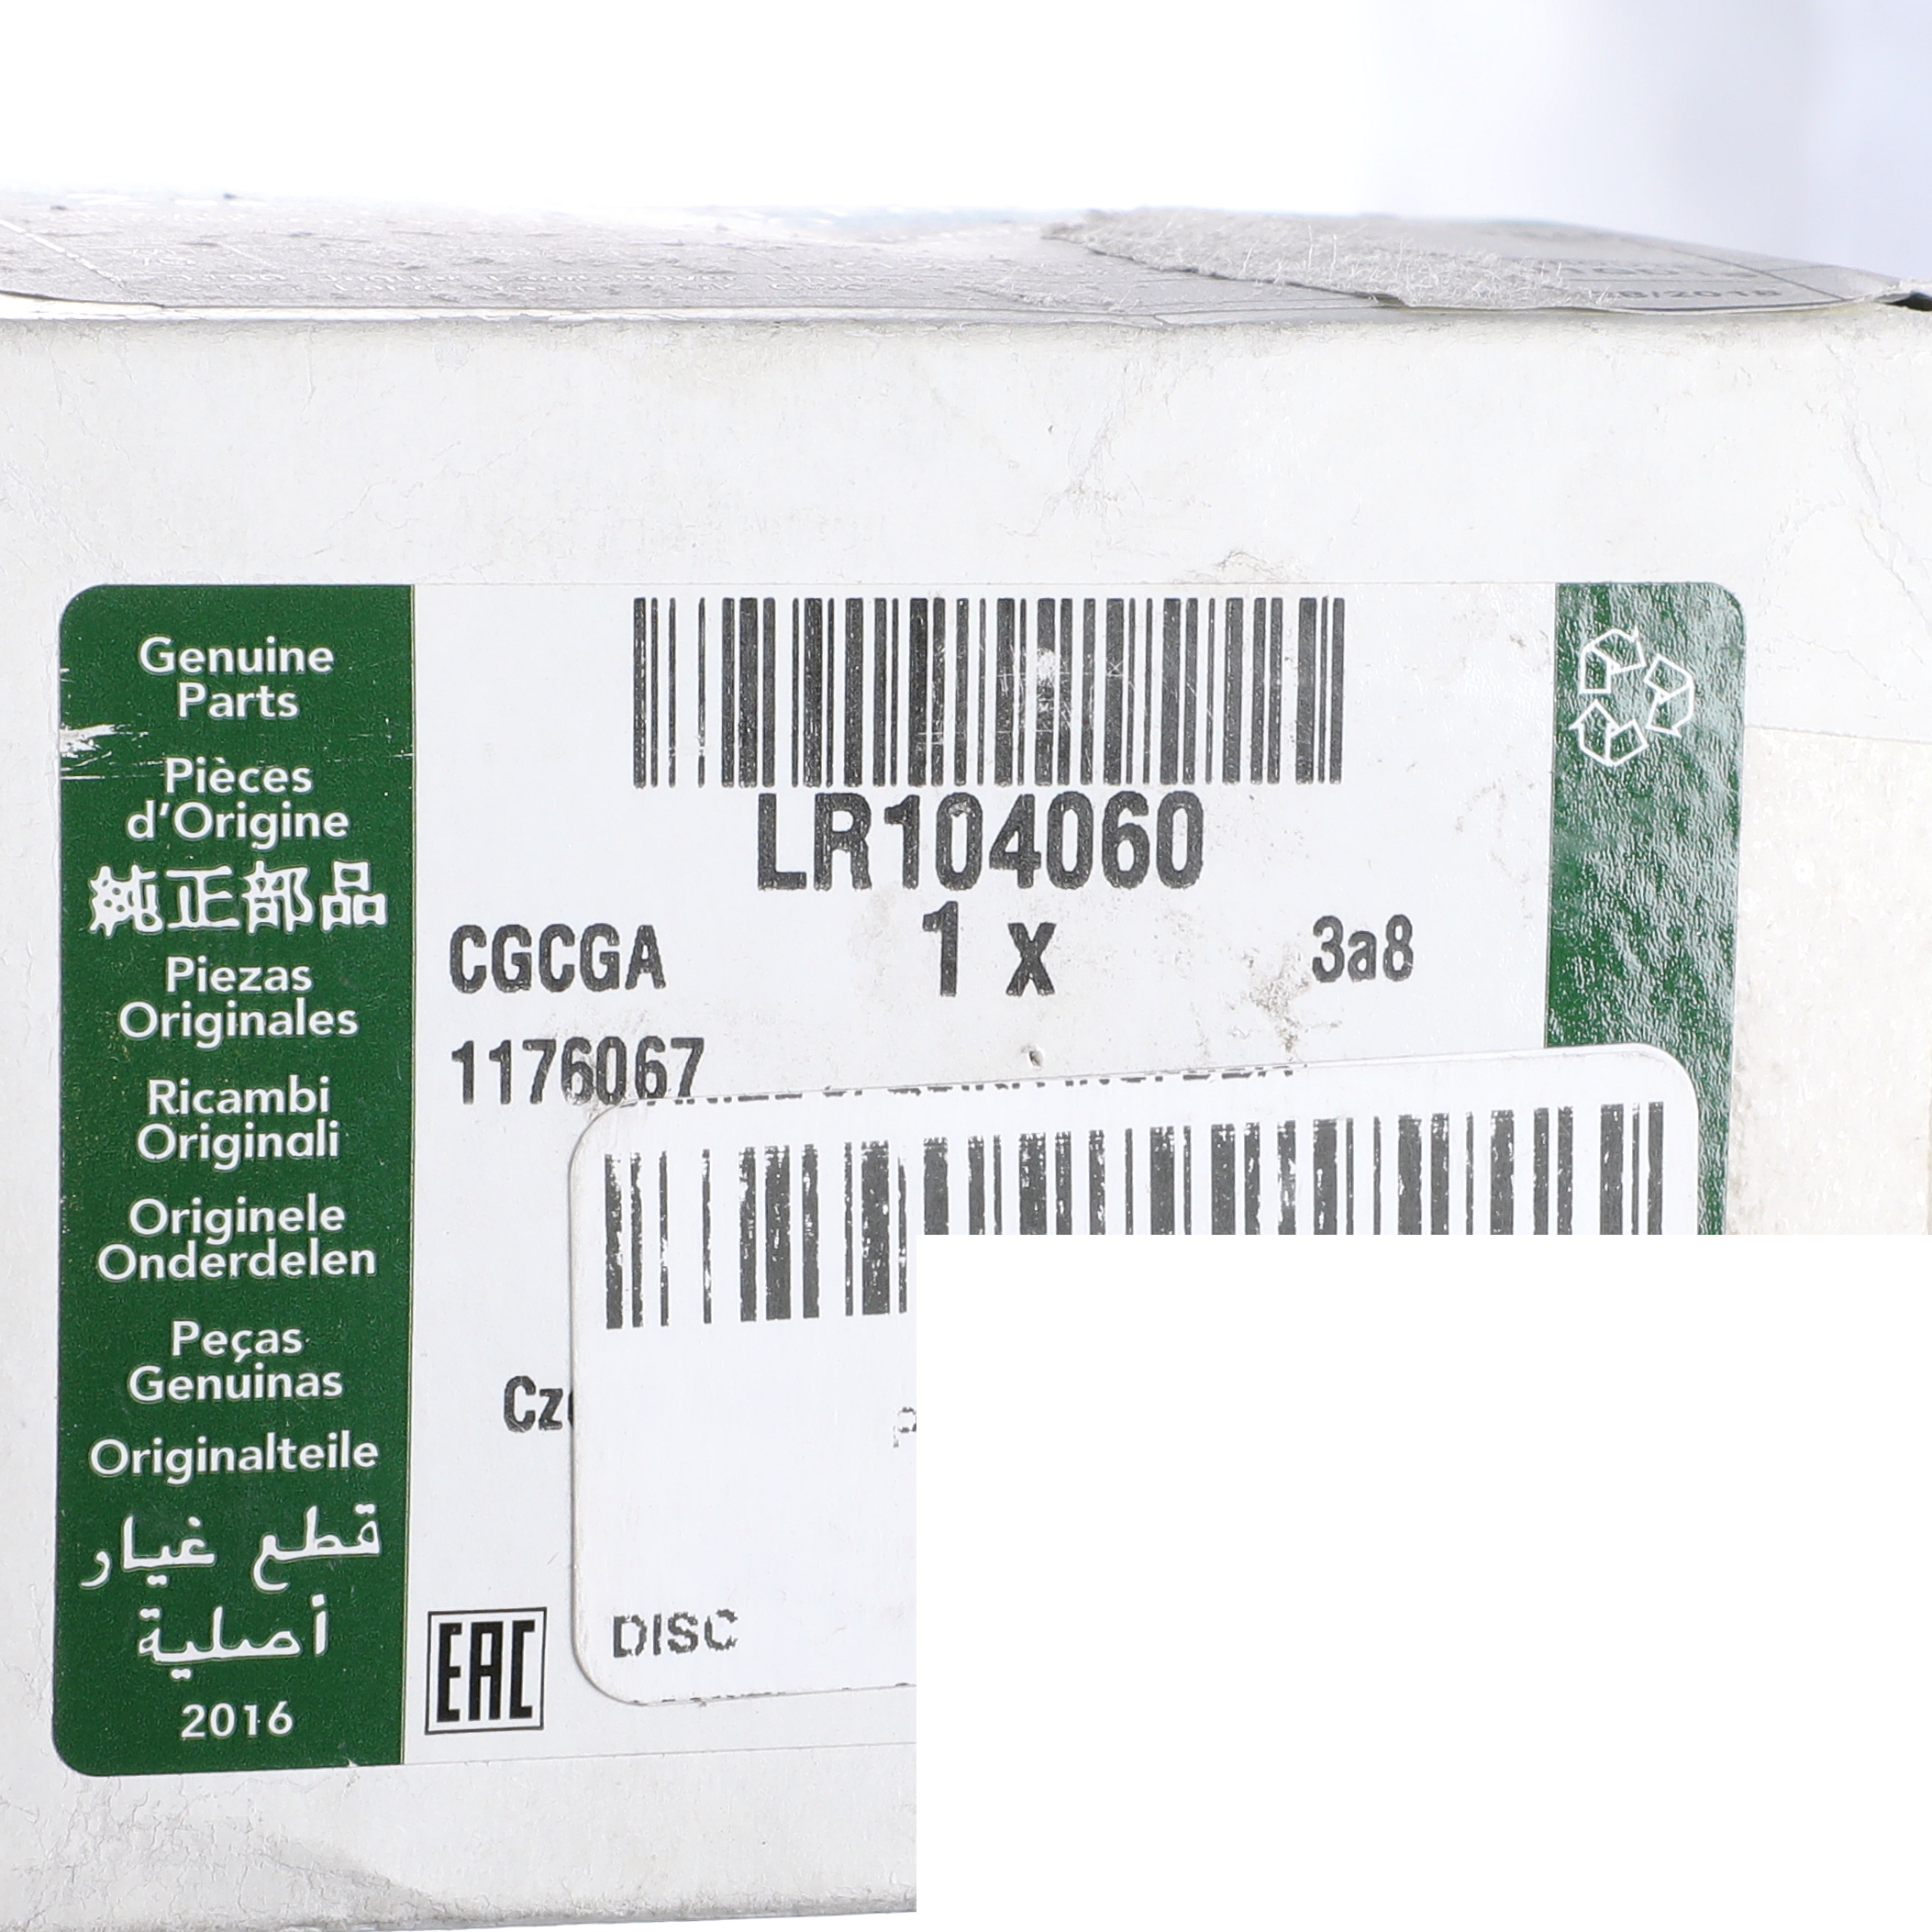 Genuine
Parts
Pièces
d'Origine
純正部品
Piezas
Originales
Ricambi
Originali
Originele
Onderdelen
Peças
Genuinas
Originalteile
قطع غيار
أصلية
2016
LR104060
CGCGA 1 x 3a8
1176067
DISC
EAC